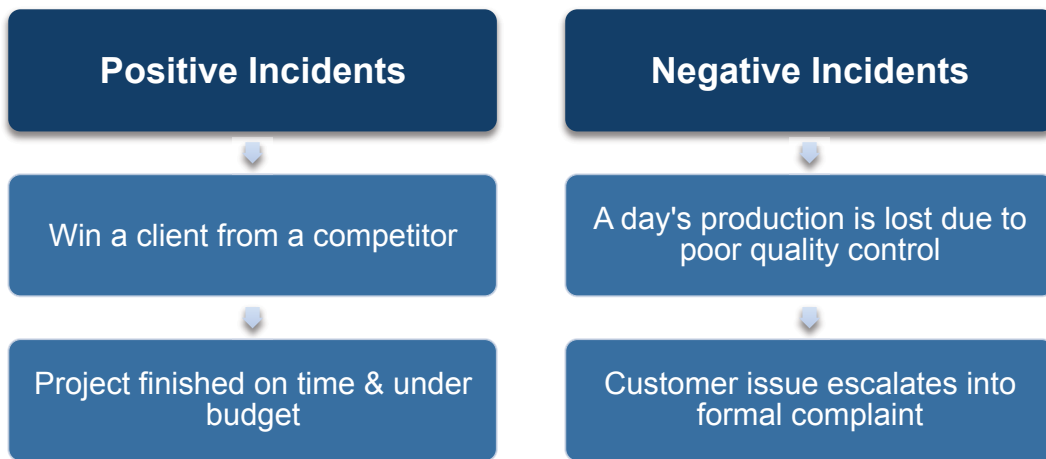 Positive Incidents
Win a client from a competitor
Project finished on time & under
budget
Negative Incidents
A day's production is lost due to
poor quality control
Customer issue escalates into
formal complaint